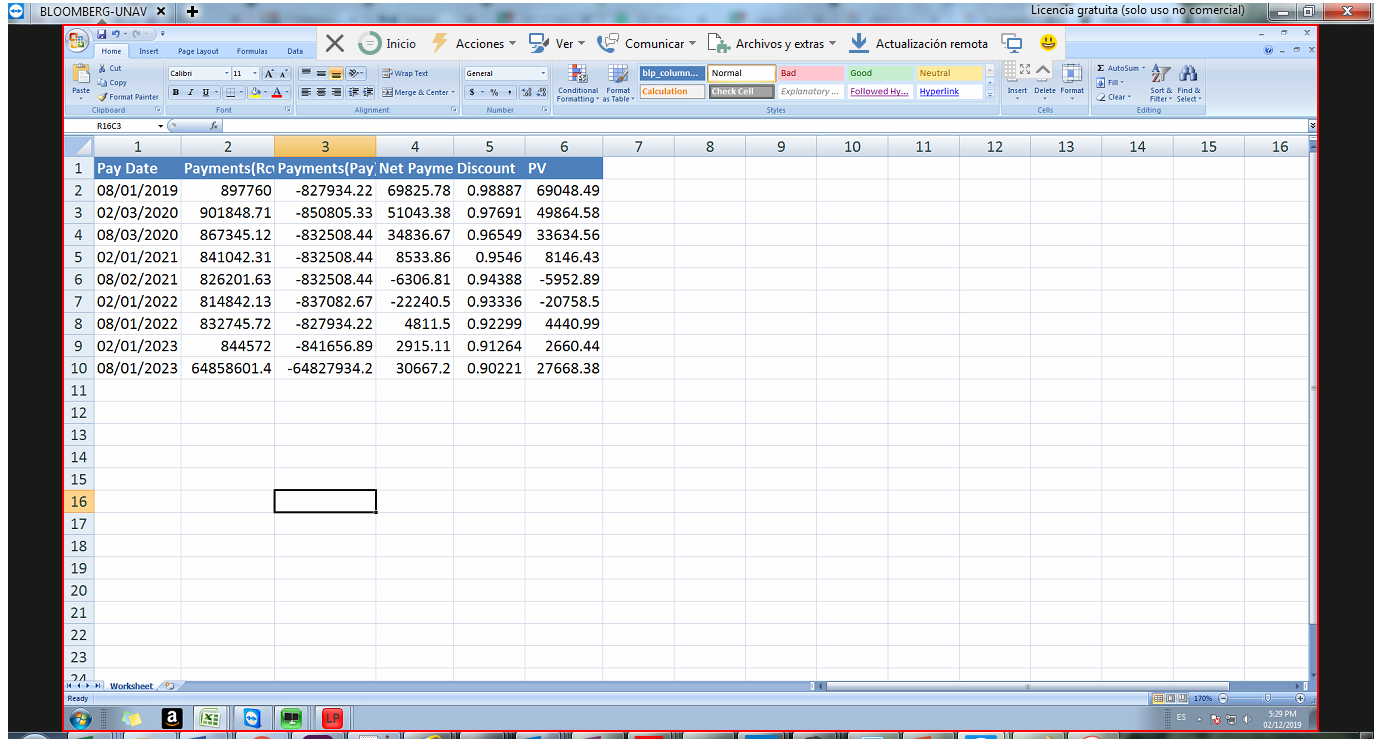 BLOOMBERG-UNAV
Licencia gratuita (solo uso no comercial)
Inicio Acciones Ver Comunicar Archivos y extras Actualización remota
Home Insert Page Layout Formulas Data
Paste Cut Calibri 11 Wrap Text General Conditional Formatting Format as Table blp_column... Normal Bad Good Neutral Insert Delete Format AutoSum Sort & Filter Find & Select
Copy Fill
Format Painter B I U Merge & Center $ % Calculation Check Cell Explanatory ... Followed Hy... Hyperlink Clear
Clipboard Font Alignment Number Styles Cells Editing
R16C3 fx
1 2 3 4 5 6 7 8 9 10 11 12 13 14 15 16
1 Pay Date Payments(Rc Payments(Pay Net Payme Discount PV
2 08/01/2019 897760 -827934.22 69825.78 0.98887 69048.49
3 02/03/2020 901848.71 -850805.33 51043.38 0.97691 49864.58
4 08/03/2020 867345.12 -832508.44 34836.67 0.96549 33634.56
5 02/01/2021 841042.31 -832508.44 8533.86 0.9546 8146.43
6 08/02/2021 826201.63 -832508.44 -6306.81 0.94388 -5952.89
7 02/01/2022 814842.13 -837082.67 -22240.5 0.93336 -20758.5
8 08/01/2022 832745.72 -827934.22 4811.5 0.92299 4440.99
9 02/01/2023 844572 -841656.89 2915.11 0.91264 2660.44
10 08/01/2023 64858601.4 -64827934.2 30667.2 0.90221 27668.38
11
12
13
14
15
16
17
18
19
20
21
22
23
24
Worksheet
Ready 170%
a LP ES 5:29 PM
02/12/2019